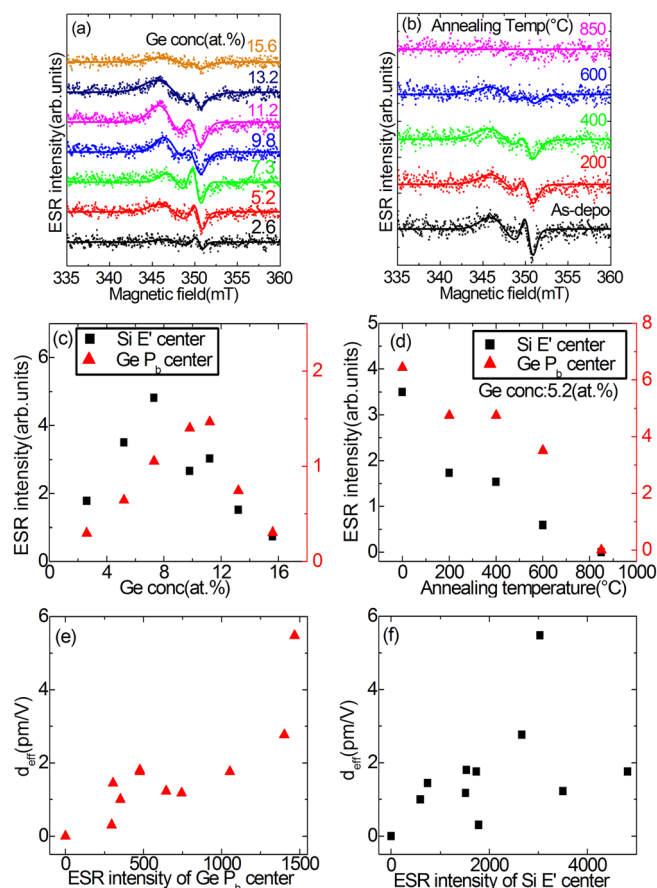 (a)
Ge conc(at.%)
15.6
13.2
11.2
9.8
7.3
5.2
2.6
ESR intensity(arb.units)
335 340 345 350 355 360
Magnetic field(mT)
(b)
Annealing Temp(°C)
850
600
400
200
As-depo
ESR intensity(arb.units)
335 340 345 350 355 360
Magnetic field(mT)
(c)
Si E' center
Ge P_b center
6
4
2
0
2
1
0
ESR intensity(arb.units)
0 4 8 12 16
Ge conc(at.%)
(d)
Si E' center
Ge P_b center
Ge conc:5.2(at.%)
5
4
3
2
1
0
8
6
4
2
0
ESR intensity(arb.units)
0 200 400 600 800 1000
Annealing temperature(°C)
(e)
6
4
2
0
d_eff(pm/V)
0 500 1000 1500
ESR intensity of Ge P_b center
(f)
6
4
2
0
d_eff(pm/V)
0 2000 4000
ESR intensity of Si E' center